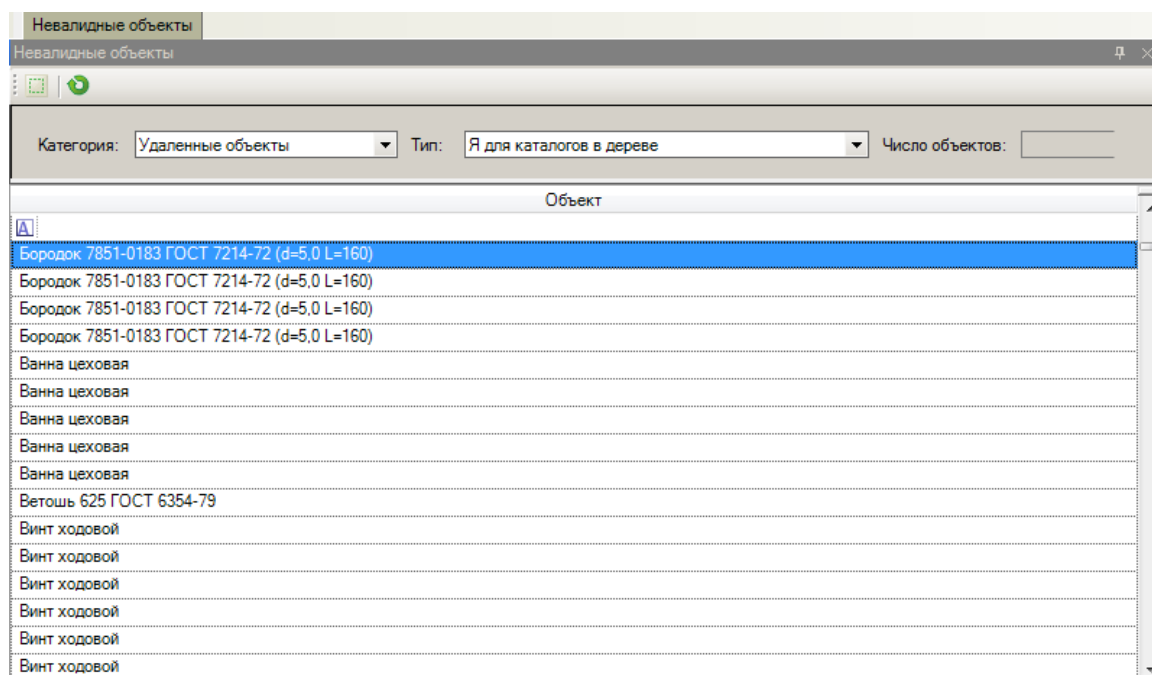 Невалидные объекты
Невалидные объекты
Категория: Удаленные объекты Тип: Я для каталогов в дереве Число объектов:
Объект
A
Бородок 7851-0183 ГОСТ 7214-72 (d=5,0 L=160)
Бородок 7851-0183 ГОСТ 7214-72 (d=5,0 L=160)
Бородок 7851-0183 ГОСТ 7214-72 (d=5,0 L=160)
Бородок 7851-0183 ГОСТ 7214-72 (d=5,0 L=160)
Ванна цеховая
Ванна цеховая
Ванна цеховая
Ванна цеховая
Ванна цеховая
Ветошь 625 ГОСТ 6354-79
Винт ходовой
Винт ходовой
Винт ходовой
Винт ходовой
Винт ходовой
Винт ходовой